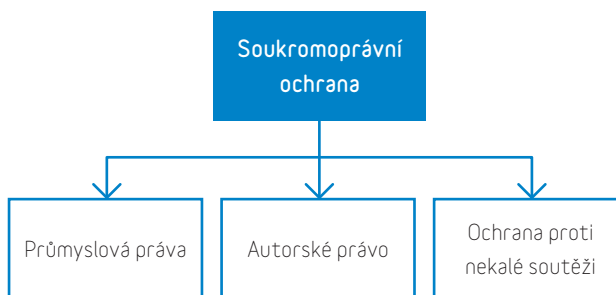 Soukromoprávní
ochrana
Průmyslová práva
Autorské právo
Ochrana proti
nekalé soutěži